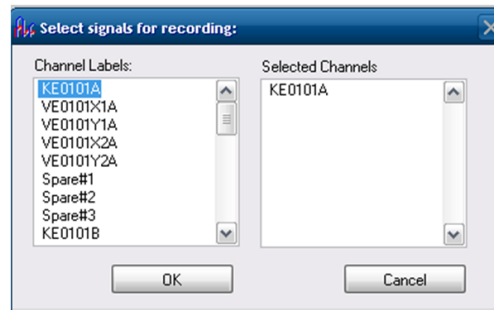 Select signals for recording:
Channel Labels:
KE0101A
VE0101X1A
VE0101Y1A
VE0101X2A
VE0101Y2A
Spare#1
Spare#2
Spare#3
KE0101B
Selected Channels
KE0101A
OK
Cancel